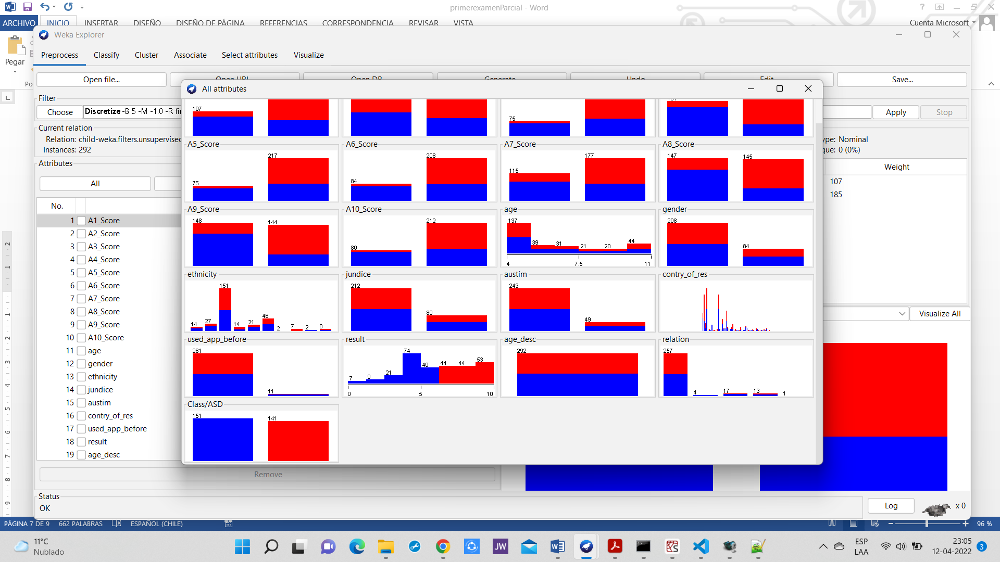 primerexamenParcial - Word
ARCHIVO INICIO INSERTAR DISEÑO DISEÑO DE PÁGINA REFERENCIAS CORRESPONDENCIA REVISAR VISTA
Cuenta Microsoft
Pegar
Po
Weka Explorer
Preprocess Classify Cluster Associate Select attributes Visualize
Open file... Open URL Open DB Generate Undo Edit Save...
Filter
Choose Discretize -B 5 -M -1.0 -R fir
Apply Stop
Current relation
Relation: child-weka.filters.unsupervised
Instances: 292
ype: Nominal
que: 0 (0%)
Attributes
All
Weight
107
185
No.
1 A1_Score
2 A2_Score
3 A3_Score
4 A4_Score
5 A5_Score
6 A6_Score
7 A7_Score
8 A8_Score
9 A9_Score
10 A10_Score
11 age
12 gender
13 ethnicity
14 jundice
15 austim
16 contry_of_res
17 used_app_before
18 result
19 age_desc
Remove
Visualize All
All attributes
107
75
A5_Score
75 217
A6_Score
84 208
A7_Score
115 177
A8_Score
147 145
A9_Score
148 144
A10_Score
80 212
age
137 39 31 21 20 44
4 7.5 11
gender
208 84
ethnicity
14 27 151 14 21 46 2 7 2 8
jundice
212 80
austim
243 49
contry_of_res
used_app_before
281 11
result
7 9 21 74 40 44 44 53
0 5 10
age_desc
292
relation
257 4 17 13 1
Class/ASD
151 141
Status
OK
Log
x 0
PÁGINA 7 DE 9 662 PALABRAS ESPAÑOL (CHILE)
96 %
11°C
Nublado
JW
ESP
LAA
23:05
12-04-2022
3